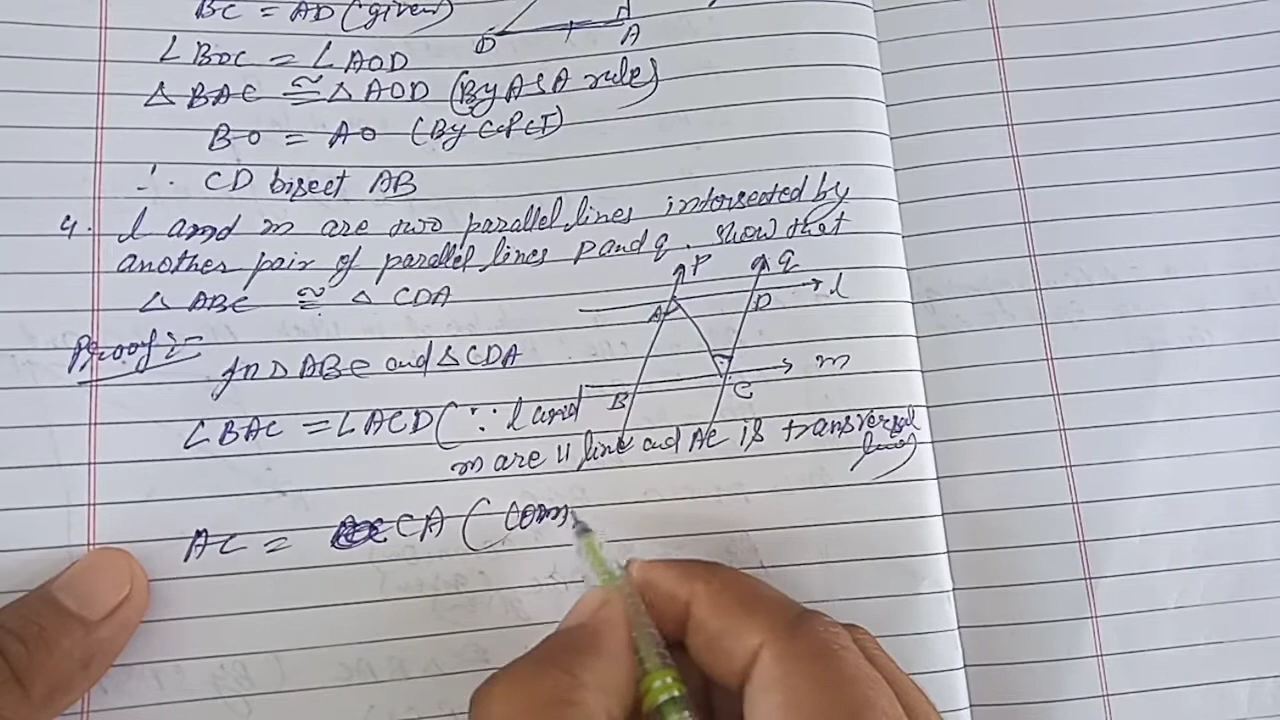 BC = AD (given)
O
A
∠BOC = ∠AOD
△BAC ≅ △AOD (By ASA rule)
BO = AO (By CPCT)
∴ CD bisect AB
4. l and m are two parallel lines intersected by
another pair of parallel lines p and q. show that
△ABC ≅ △CDA
P
q
A
D
l
B
C
m
Proof:-
In △ABC and △CDA
∠BAC = ∠ACD (∵ l and
m are || line and AC is transversal
line)
AC = CA (com